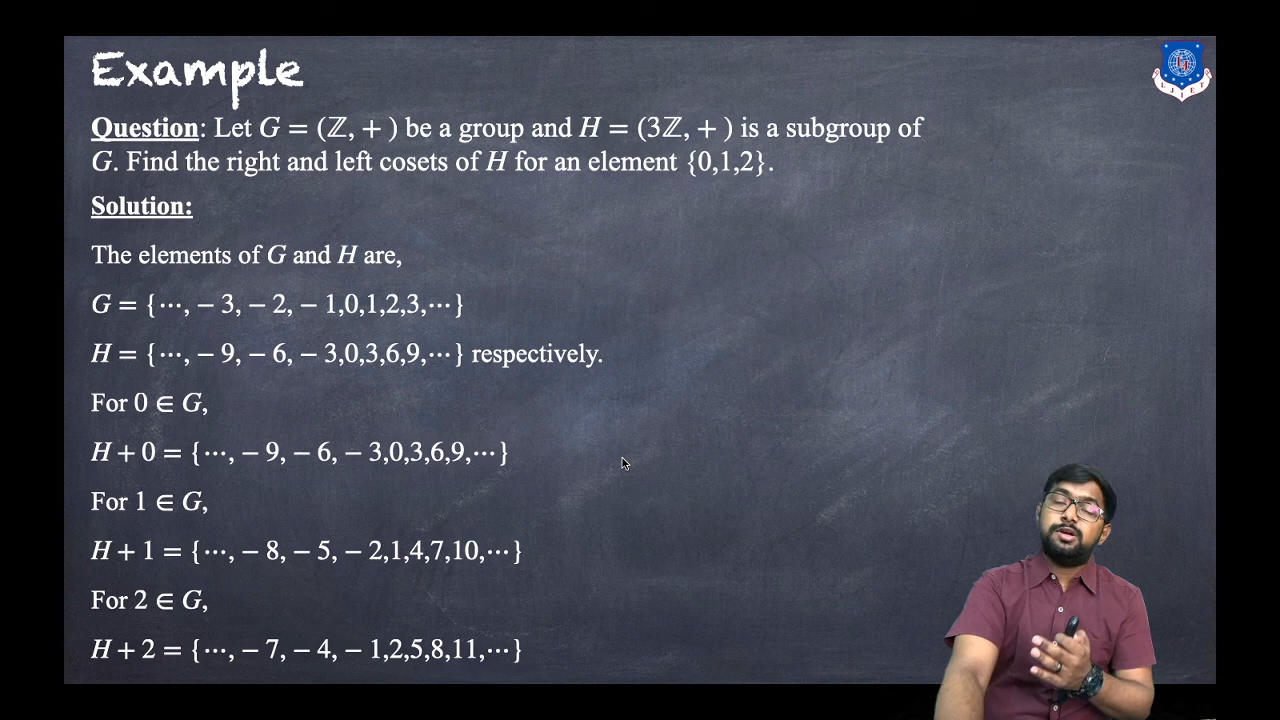 Example
Question: Let G = (ℤ, + ) be a group and H = (3ℤ, + ) is a subgroup of
G. Find the right and left cosets of H for an element {0,1,2}.
Solution:
The elements of G and H are,
G = {⋯, − 3, − 2, − 1,0,1,2,3,⋯}
H = {⋯, − 9, − 6, − 3,0,3,6,9,⋯} respectively.
For 0 ∈ G,
H + 0 = {⋯, − 9, − 6, − 3,0,3,6,9,⋯}
For 1 ∈ G,
H + 1 = {⋯, − 8, − 5, − 2,1,4,7,10,⋯}
For 2 ∈ G,
H + 2 = {⋯, − 7, − 4, − 1,2,5,8,11,⋯}